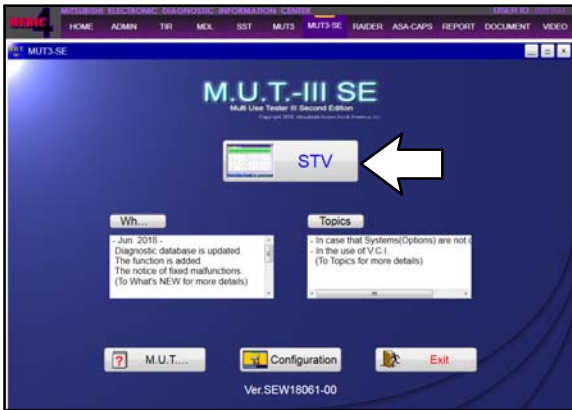 MEDIC 4
MITSUBISHI ELECTRONIC DIAGNOSTIC INFORMATION CENTER
USER ID
HOME ADMIN TIR MDL SST MUT3 MUT3-SE RAIDER ASA-CAPS REPORT DOCUMENT VIDEO
MUT3-SE
M.U.T.-III SE
Multi Use Tester III Second Edition
STV
Wh...
- Jun. 2018 -
Diagnostic database is updated.
The function is added.
The notice of fixed malfunctions.
(To What's NEW for more details)
Topics
- In case that Systems(Options) are not
- In the use of V.C.I.
(To Topics for more details)
M.U.T....
Configuration
Exit
Ver.SEW18061-00